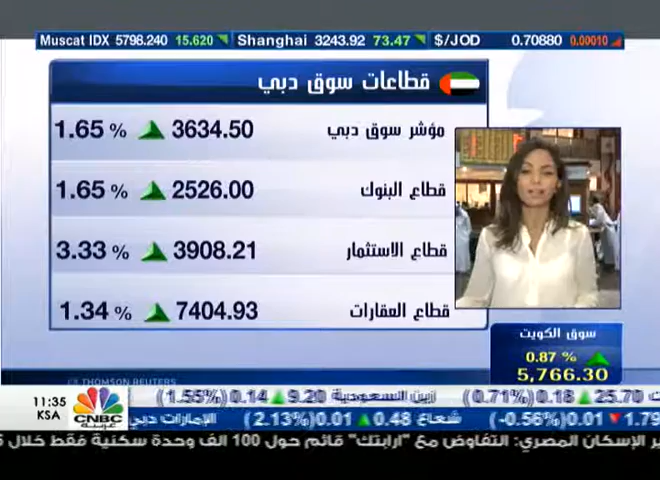 Muscat IDX 5798.240 15.620 Shanghai 3243.92 73.47 $/JOD 0.70880 0.00010
قطاعات سوق دبي
مؤشر سوق دبي 3634.50 1.65 %
قطاع البنوك 2526.00 1.65 %
قطاع الاستثمار 3908.21 3.33 %
قطاع العقارات 7404.93 1.34 %
سوق الكويت
0.87 %
5,766.30
THOMSON REUTERS
11:35
KSA
CNBC
عربية
25.70 0.18 (0.71%) زين السعودية 9.20 0.14 (1.55%)
1.79 0.01 (-0.56%) شعاع 0.48 0.01 (2.13%) الإمارات دبي
ير الإسكان المصري: التفاوض مع "ارابتك" قائم حول 100 الف وحدة سكنية فقط خلال